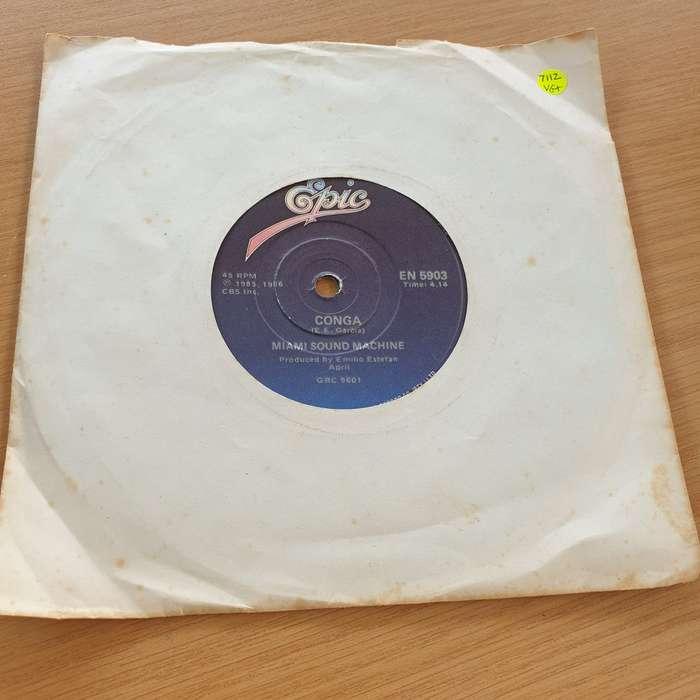 7112
VG+
Epic
45 RPM
℗ 1985, 1986
CBS Inc.
EN 5903
Time: 4.14
CONGA
(E. E. Garcia)
MIAMI SOUND MACHINE
Produced by Emilio Estefan
April
GRC 9601